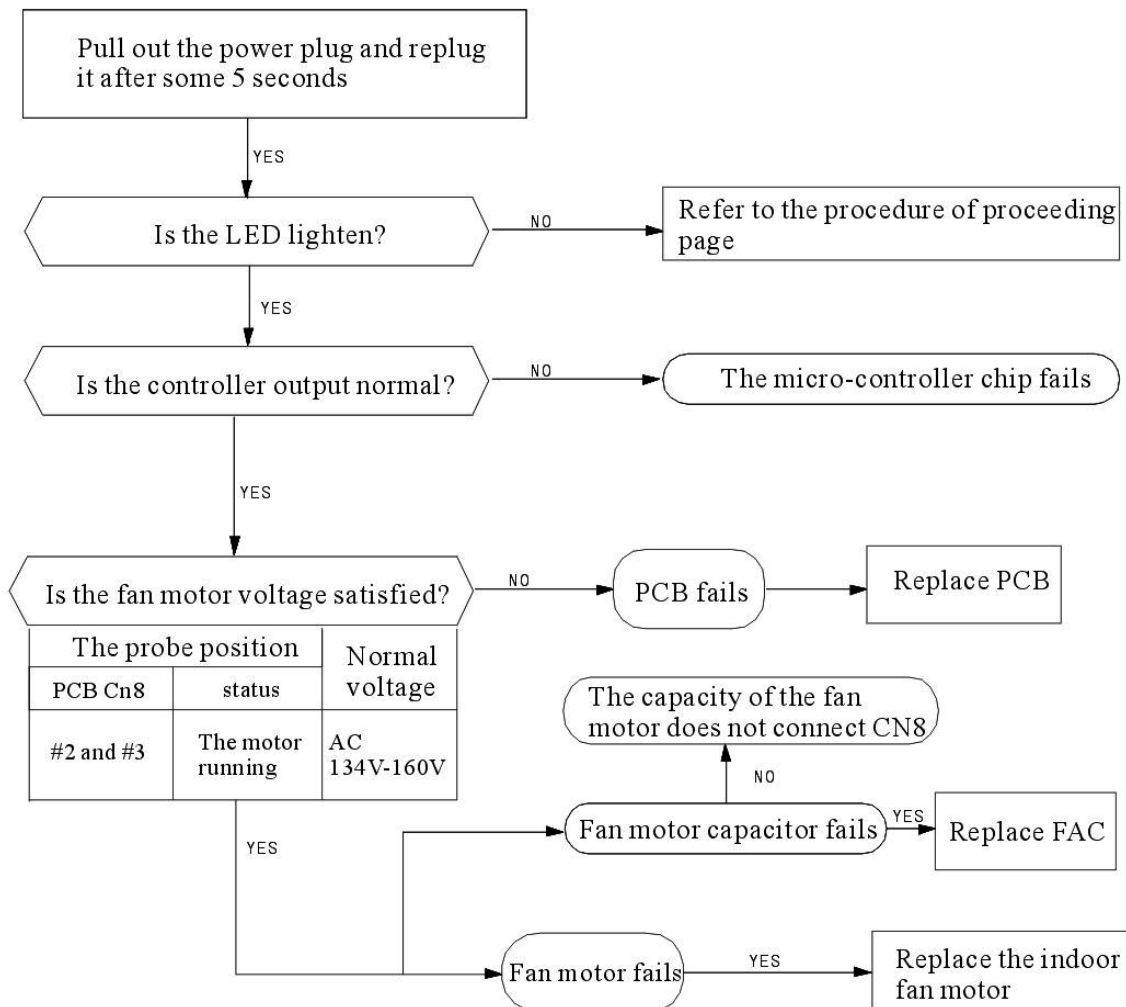 Pull out the power plug and replug
it after some 5 seconds
YES
Is the LED lighten?
NO
Refer to the procedure of proceeding
page
YES
Is the controller output normal?
NO
The micro-controller chip fails
YES
Is the fan motor voltage satisfied?
NO
PCB fails
Replace PCB
The probe position
Normal
voltage
PCB Cn8
status
#2 and #3
The motor
running
AC
134V-160V
The capacity of the fan
motor does not connect CN8
NO
YES
Fan motor capacitor fails
YES
Replace FAC
Fan motor fails
YES
Replace the indoor
fan motor